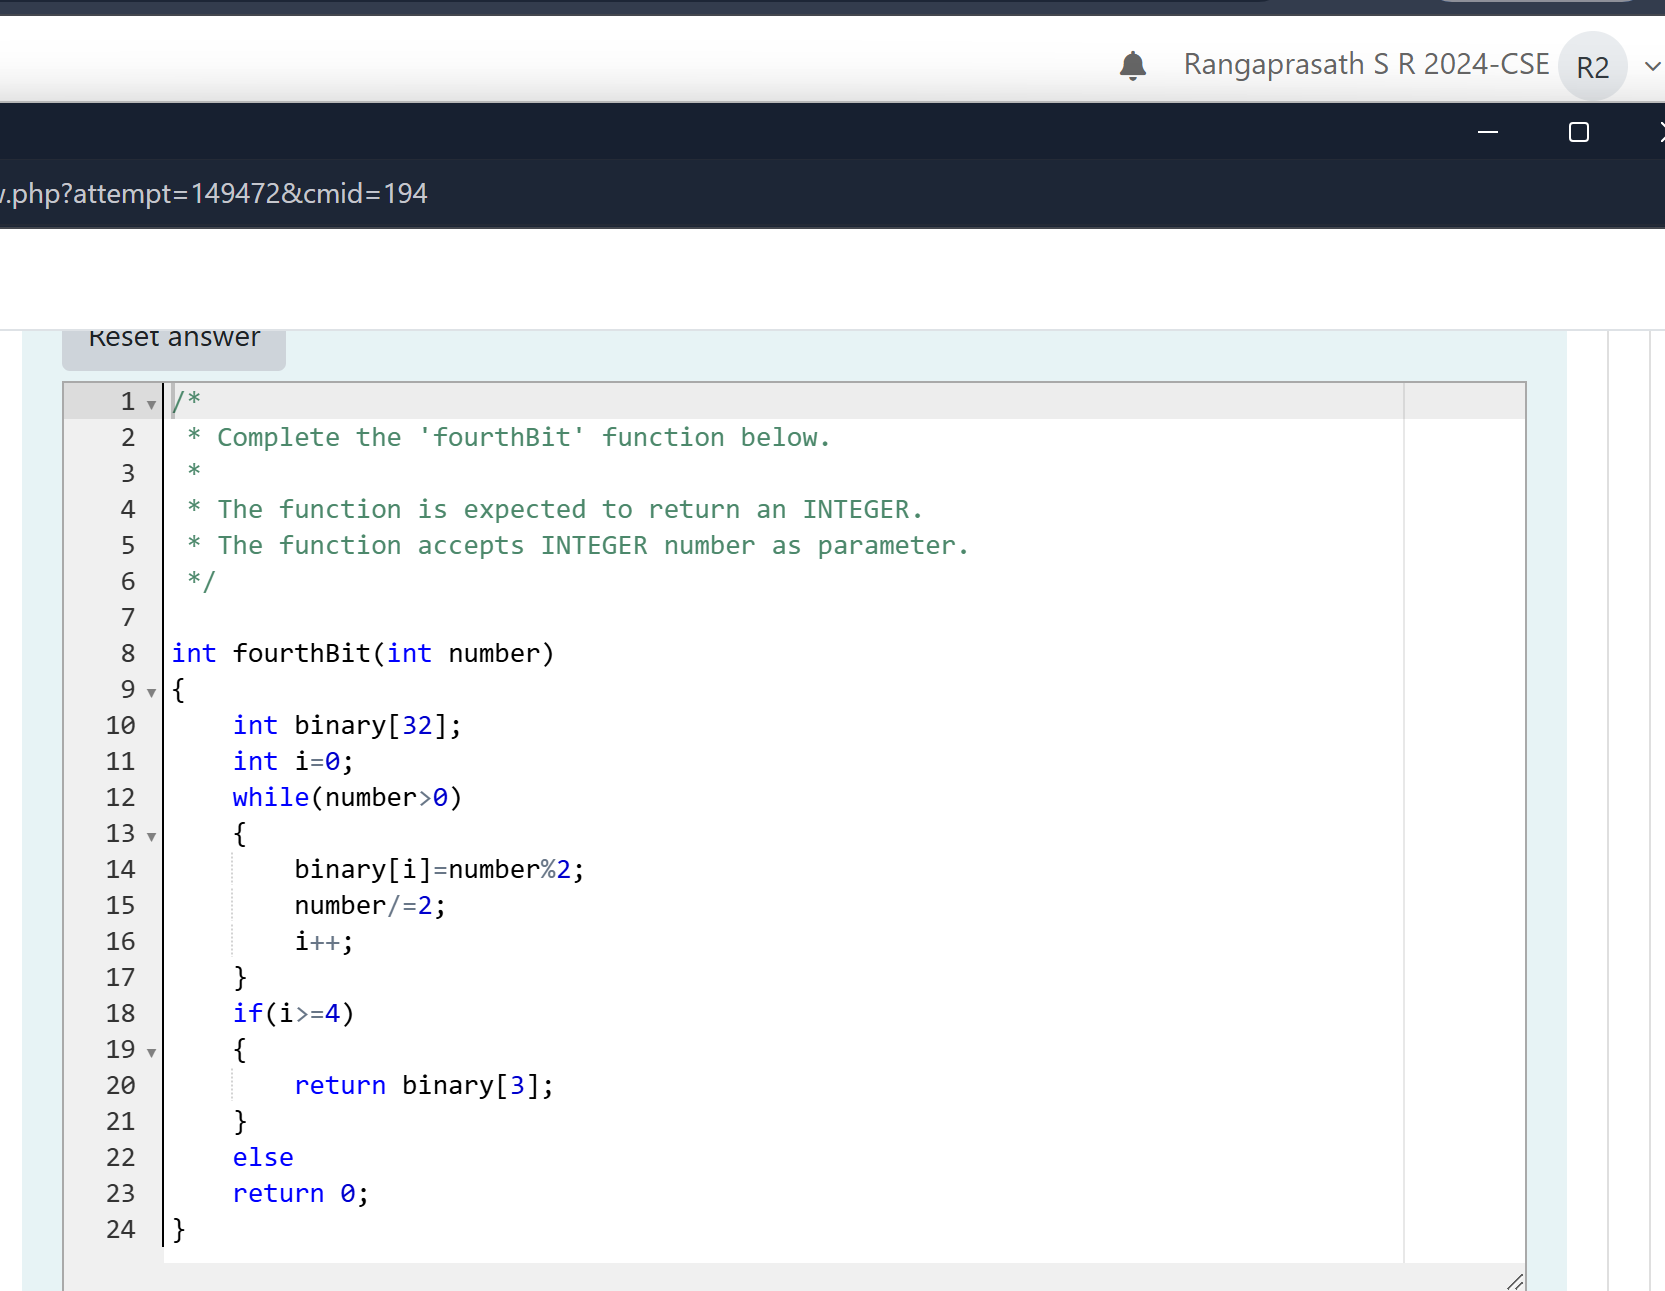 Rangaprasath S R 2024-CSE R2
.php?attempt=149472&cmid=194
Reset answer
1 /*
2 * Complete the 'fourthBit' function below.
3 *
4 * The function is expected to return an INTEGER.
5 * The function accepts INTEGER number as parameter.
6 */
7
8 int fourthBit(int number)
9 {
10 int binary[32];
11 int i=0;
12 while(number>0)
13 {
14 binary[i]=number%2;
15 number/=2;
16 i++;
17 }
18 if(i>=4)
19 {
20 return binary[3];
21 }
22 else
23 return 0;
24 }